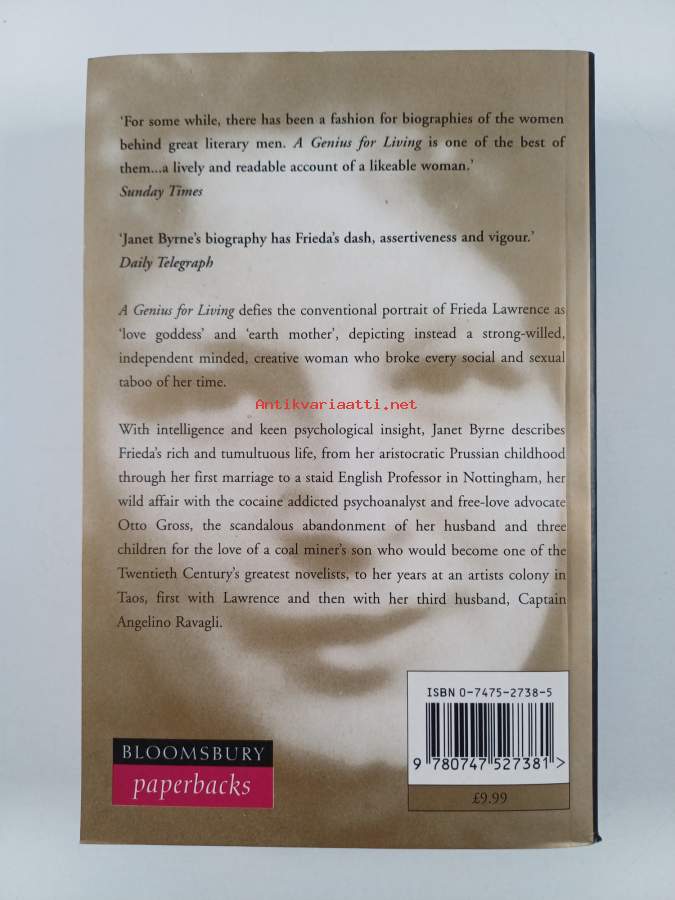 ‘For some while, there has been a fashion for biographies of the women
behind great literary men. A Genius for Living is one of the best of
them...a lively and readable account of a likeable woman.’
Sunday Times
‘Janet Byrne’s biography has Frieda’s dash, assertiveness and vigour.’
Daily Telegraph
A Genius for Living defies the conventional portrait of Frieda Lawrence as
‘love goddess’ and ‘earth mother’, depicting instead a strong-willed,
independent minded, creative woman who broke every social and sexual
taboo of her time.
Antikvariaatti.net
With intelligence and keen psychological insight, Janet Byrne describes
Frieda’s rich and tumultuous life, from her aristocratic Prussian childhood
through her first marriage to a staid English Professor in Nottingham, her
wild affair with the cocaine addicted psychoanalyst and free-love advocate
Otto Gross, the scandalous abandonment of her husband and three
children for the love of a coal miner’s son who would become one of the
Twentieth Century’s greatest novelists, to her years at an artists colony in
Taos, first with Lawrence and then with her third husband, Captain
Angelino Ravagli.
ISBN 0-7475-2738-5
9 780747 527381 >
£9.99
BLOOMSBURY
paperbacks